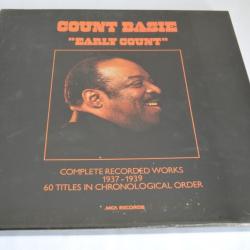 COUNT BASIE
"EARLY COUNT"
COMPLETE RECORDED WORKS
1937-1939
60 TITLES IN CHRONOLOGICAL ORDER
MCA RECORDS